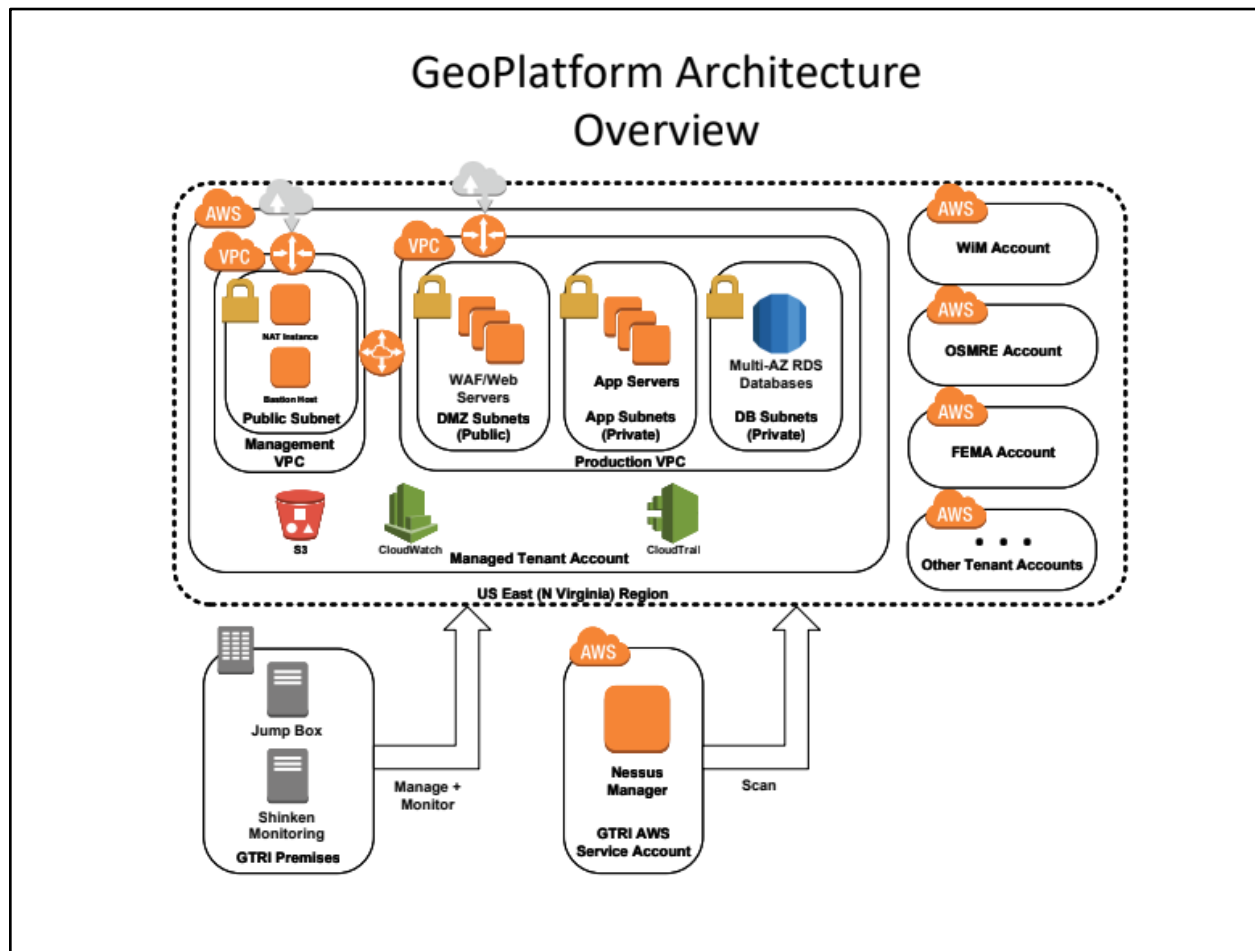 GeoPlatform Architecture
Overview
AWS
VPC
NAT Instance
Bastion Host
Public Subnet
Management
VPC
VPC
WAF/Web
Servers
DMZ Subnets
(Public)
App Servers
App Subnets
(Private)
Multi-AZ RDS
Databases
DB Subnets
(Private)
Production VPC
S3
CloudWatch
CloudTrail
Managed Tenant Account
AWS
WiM Account
AWS
OSMRE Account
AWS
FEMA Account
AWS
• • •
Other Tenant Accounts
US East (N Virginia) Region
Jump Box
Shinken
Monitoring
GTRI Premises
Manage +
Monitor
AWS
Nessus
Manager
GTRI AWS
Service Account
Scan